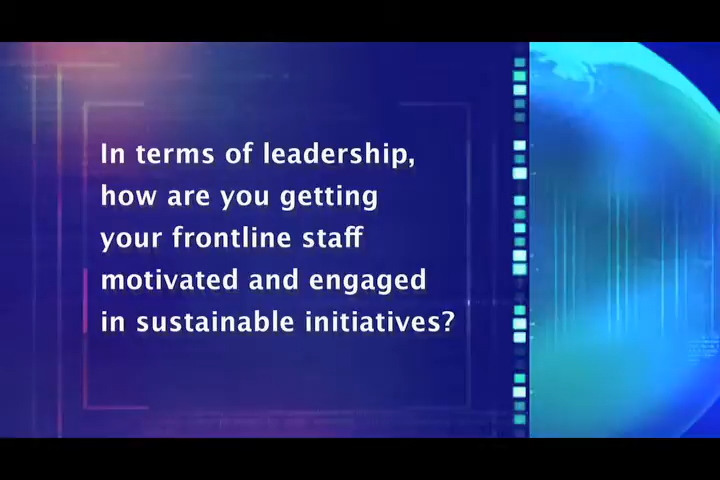 In terms of leadership,
how are you getting
your frontline staff
motivated and engaged
in sustainable initiatives?